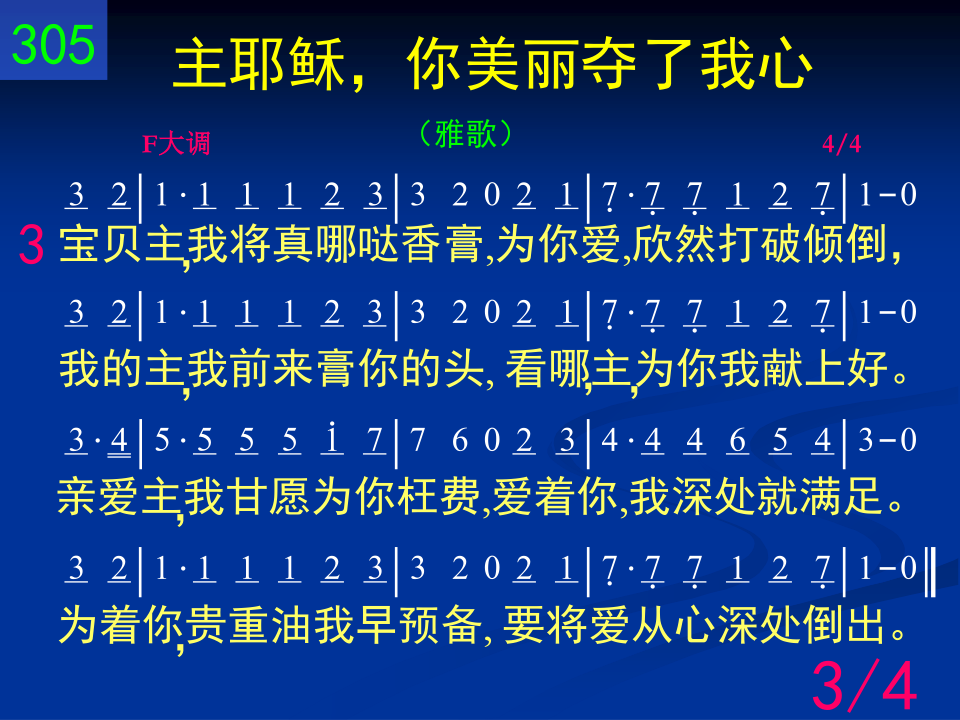 305
主耶稣，你美丽夺了我心
（雅歌）
F大调 4/4
3 2|1·1 1 1 2 3|3 2 0 2 1|7̣·7̣ 7̣ 1 2 7̣|1-0
3 宝贝主,我将真哪哒香膏,为你爱,欣然打破倾倒,
3 2|1·1 1 1 2 3|3 2 0 2 1|7̣·7̣ 7̣ 1 2 7̣|1-0
我的主,我前来膏你的头,看哪,主,为你我献上好。
3·4|5·5 5 5 i 7|7 6 0 2 3|4·4 4 6 5 4|3-0
亲爱主,我甘愿为你枉费,爱着你,我深处就满足。
3 2|1·1 1 1 2 3|3 2 0 2 1|7̣·7̣ 7̣ 1 2 7̣|1-0‖
为着你,贵重油我早预备,要将爱从心深处倒出。
3/4